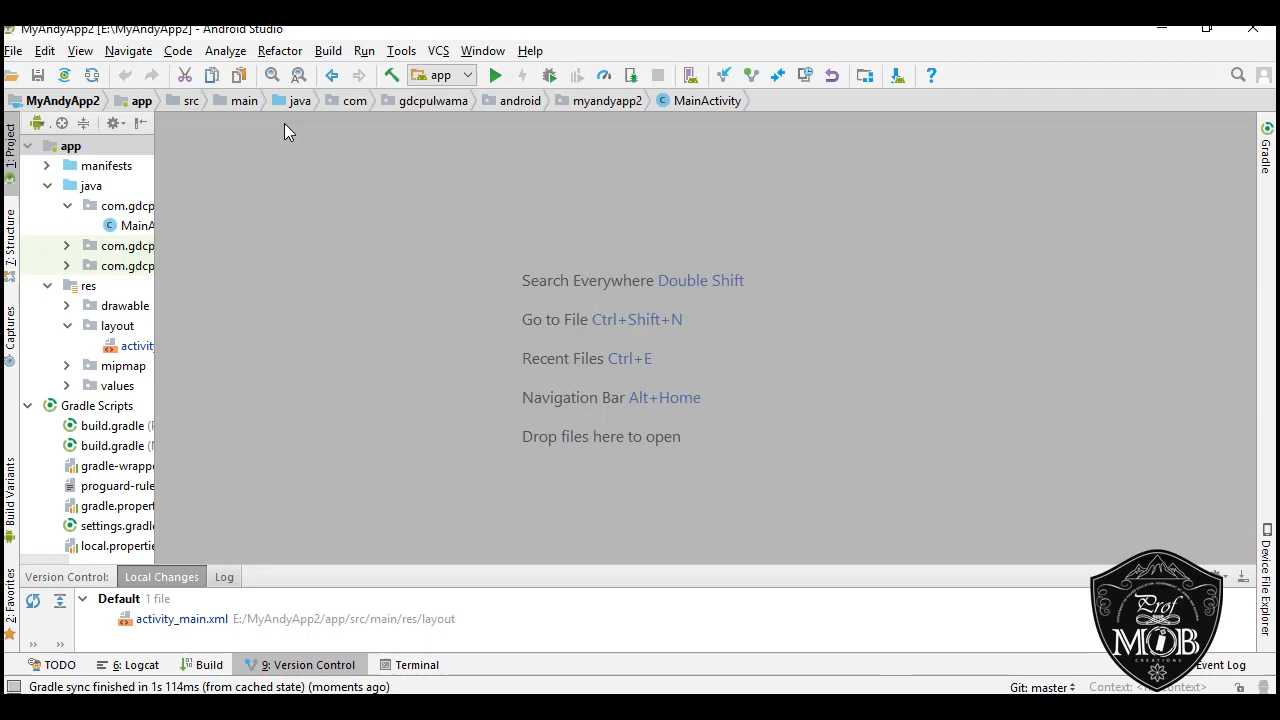 MyAndyApp2 [E:\MyAndyApp2] - Android Studio
File Edit View Navigate Code Analyze Refactor Build Run Tools VCS Window Help
app
MyAndyApp2 app src main java com gdcpulwama android myandyapp2 MainActivity
1: Project
7: Structure
Captures
Build Variants
2: Favorites
app
manifests
java
com.gdcp
MainA
com.gdcp
com.gdcp
res
drawable
layout
activit
mipmap
values
Gradle Scripts
build.gradle (
build.gradle (
gradle-wrappe
proguard-rule
gradle.propert
settings.gradle
local.propertie
Search Everywhere Double Shift
Go to File Ctrl+Shift+N
Recent Files Ctrl+E
Navigation Bar Alt+Home
Drop files here to open
Gradle
Device File Explorer
Version Control: Local Changes Log
Default 1 file
activity_main.xml E:/MyAndyApp2/app/src/main/res/layout
TODO 6: Logcat Build 9: Version Control Terminal Event Log
Gradle sync finished in 1s 114ms (from cached state) (moments ago) Git: master Context:
Prof
MiB
CREATIONS